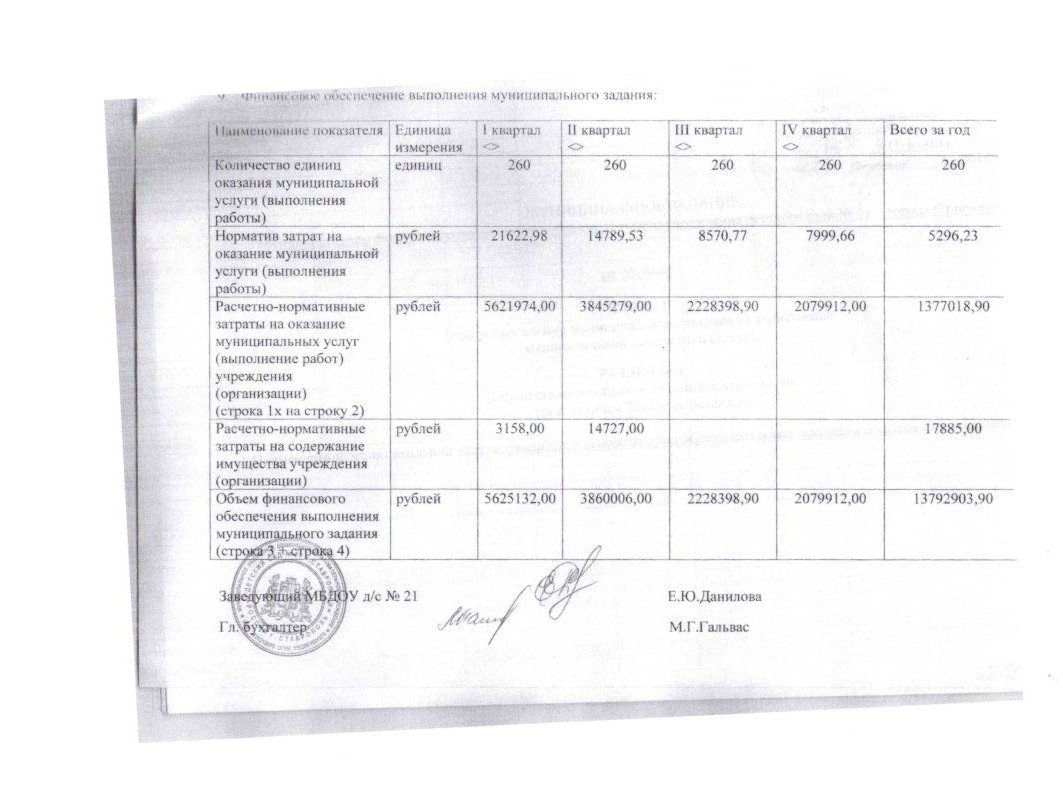 9 Финансовое обеспечение выполнения муниципального задания:
Наименование показателя Единица измерения I квартал <> II квартал <> III квартал <> IV квартал <> Всего за год
Количество единиц оказания муниципальной услуги (выполнения работы) единиц 260 260 260 260 260
Норматив затрат на оказание муниципальной услуги (выполнения работы) рублей 21622,98 14789,53 8570,77 7999,66 5296,23
Расчетно-нормативные затраты на оказание муниципальных услуг (выполнение работ) учреждения (организации) (строка 1х на строку 2) рублей 5621974,00 3845279,00 2228398,90 2079912,00 1377018,90
Расчетно-нормативные затраты на содержание имущества учреждения (организации) рублей 3158,00 14727,00 17885,00
Объем финансового обеспечения выполнения муниципального задания (строка 3 + строка 4) рублей 5625132,00 3860006,00 2228398,90 2079912,00 13792903,90
Заведующий МБДОУ д/с № 21 Е.Ю.Данилова
Гл. бухгалтер М.Г.Гальвас